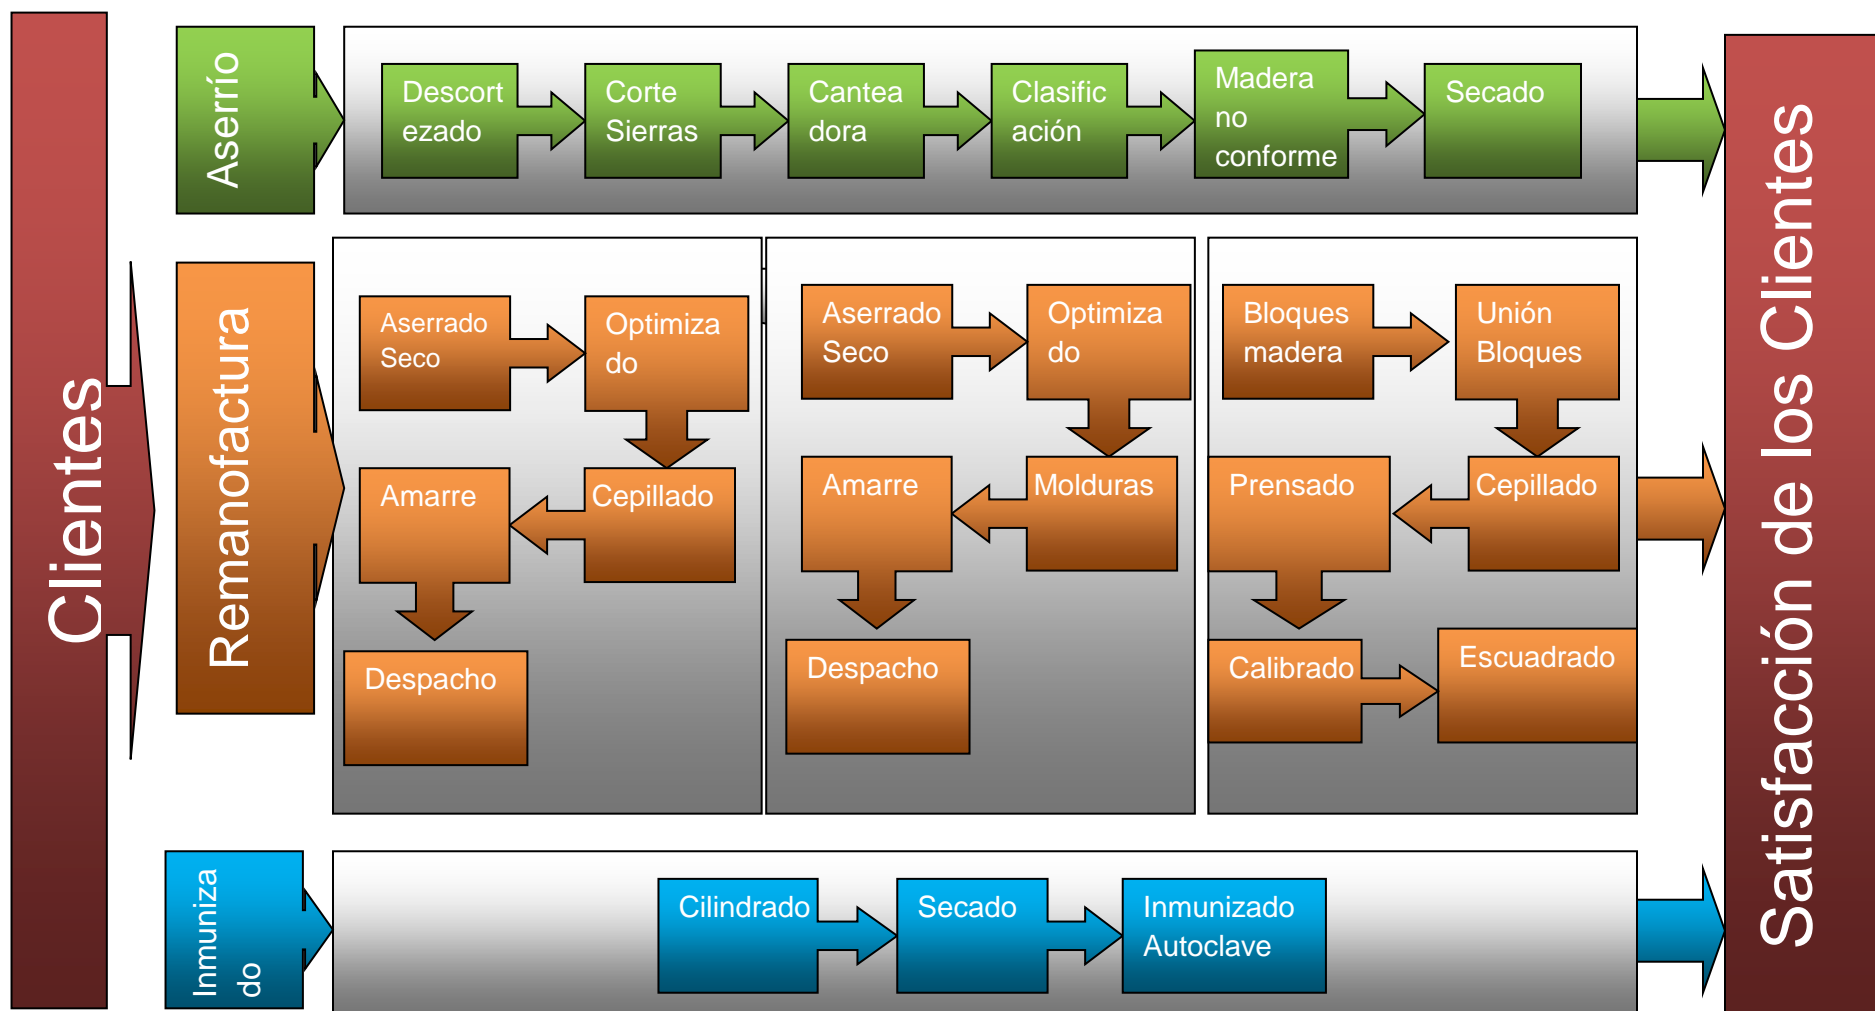 Clientes
Aserrío
Descort
ezado
Corte
Sierras
Cantea
dora
Clasific
ación
Madera
no
conforme
Secado
Remanofactura
Aserrado
Seco
Optimiza
do
Cepillado
Amarre
Despacho
Aserrado
Seco
Optimiza
do
Molduras
Amarre
Despacho
Bloques
madera
Unión
Bloques
Cepillado
Prensado
Calibrado
Escuadrado
Inmuniza
do
Cilindrado
Secado
Inmunizado
Autoclave
Satisfacción de los Clientes